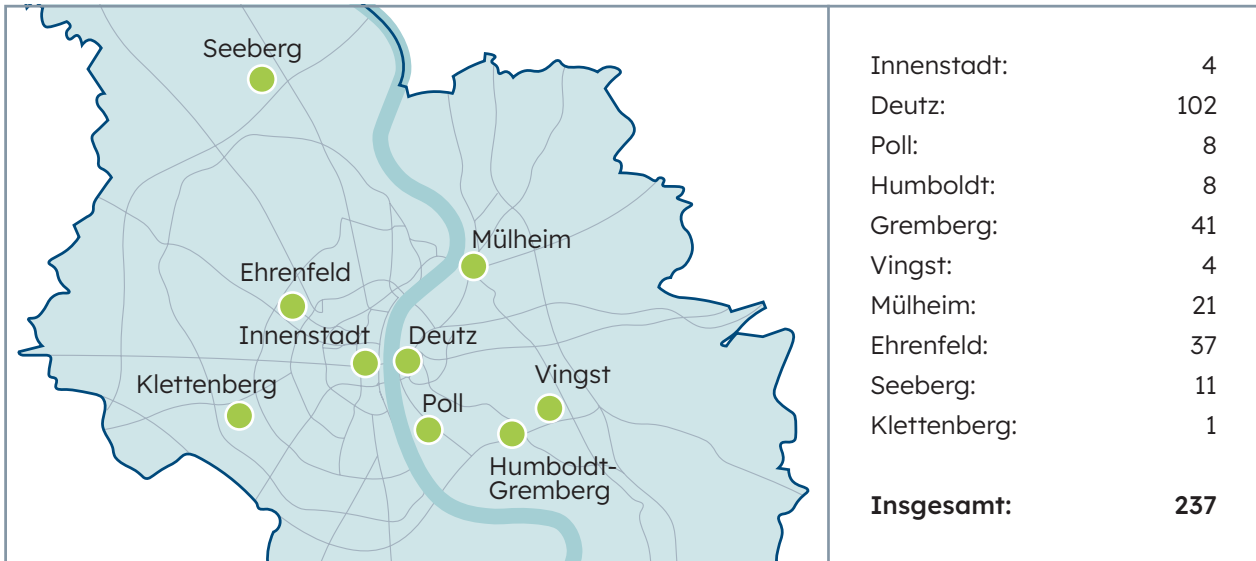 Seeberg
Mülheim
Ehrenfeld
Innenstadt
Deutz
Klettenberg
Vingst
Poll
Humboldt-
Gremberg
Innenstadt: 4
Deutz: 102
Poll: 8
Humboldt: 8
Gremberg: 41
Vingst: 4
Mülheim: 21
Ehrenfeld: 37
Seeberg: 11
Klettenberg: 1
Insgesamt: 237